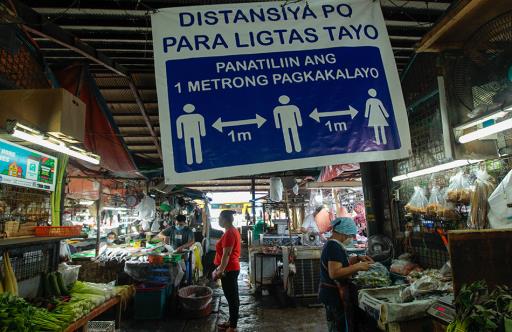 DISTANSIYA PO
PARA LIGTAS TAYO
PANATILIIN ANG
1 METRONG PAGKAKALAYO
1m 1m